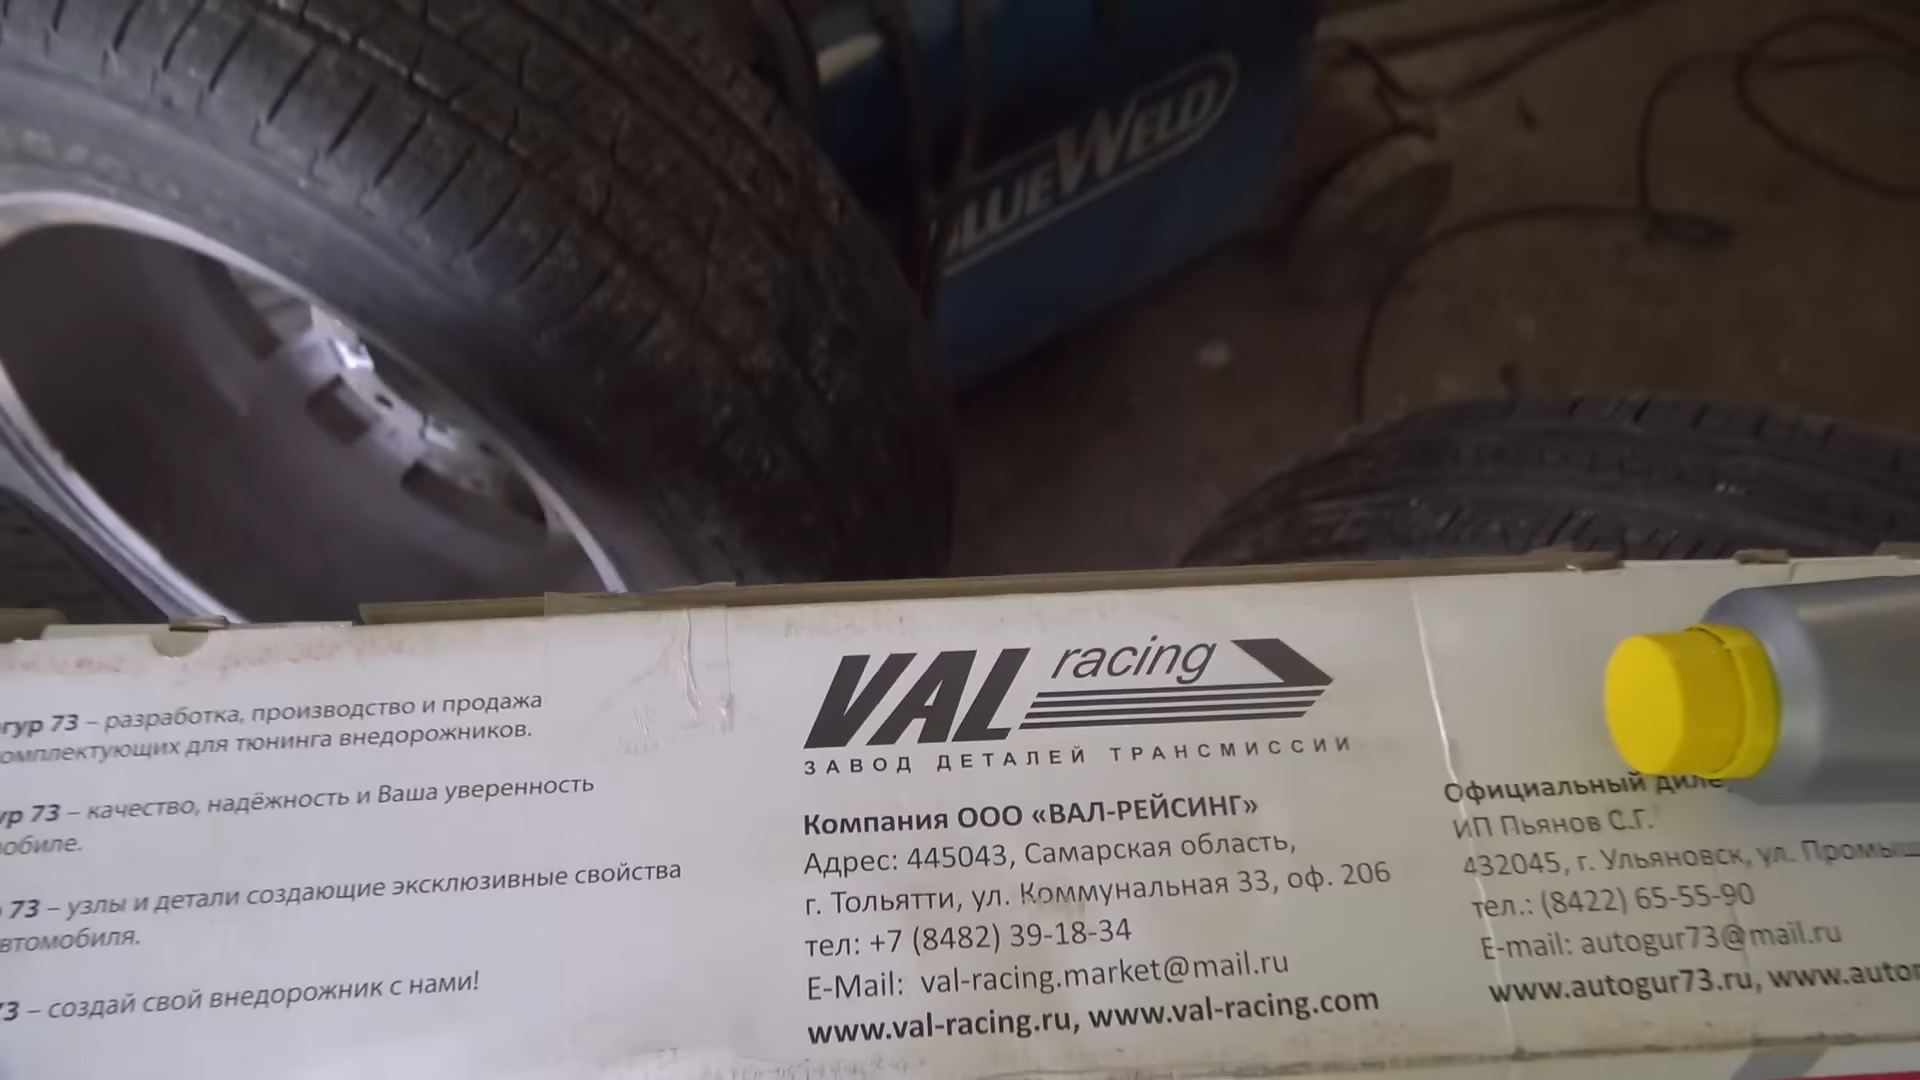 BLUEWELD
гур 73 – разработка, производство и продажа
комплектующих для тюнинга внедорожников.
ур 73 – качество, надёжность и Ваша уверенность
обиле.
73 – узлы и детали создающие эксклюзивные свойства
автомобиля.
73 – создай свой внедорожник с нами!
VAL racing
ЗАВОД ДЕТАЛЕЙ ТРАНСМИССИИ
Компания ООО «ВАЛ-РЕЙСИНГ»
Адрес: 445043, Самарская область,
г. Тольятти, ул. Коммунальная 33, оф. 206
тел: +7 (8482) 39-18-34
E-Mail: val-racing.market@mail.ru
www.val-racing.ru, www.val-racing.com
Официальный
ИП Пьянов С.Г.
432045, г. Ульяновск, ул.
тел.: (8422) 65-55-90
E-mail: autogur73@mail.ru
www.autogur73.ru,